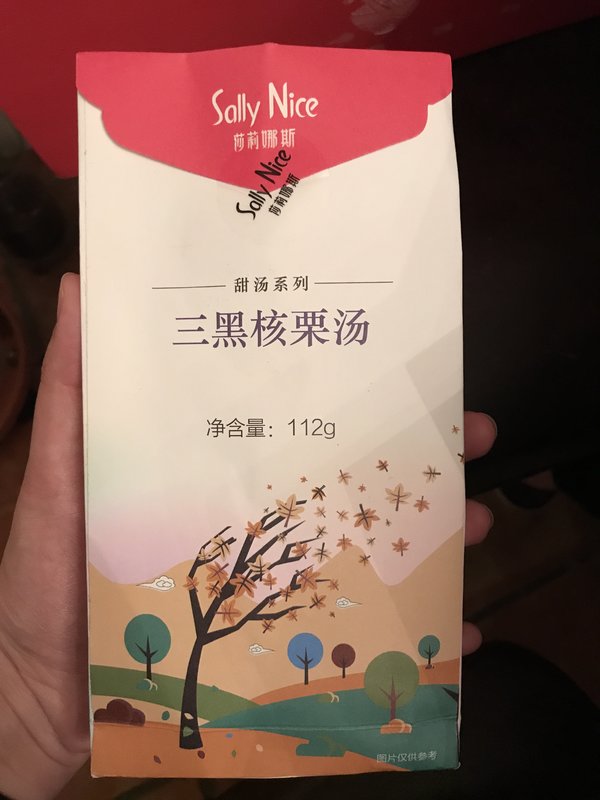 Sally Nice
莎莉娜斯
Sally Nice
莎莉娜斯
甜汤系列
三黑核栗汤
净含量：112g
图片仅供参考